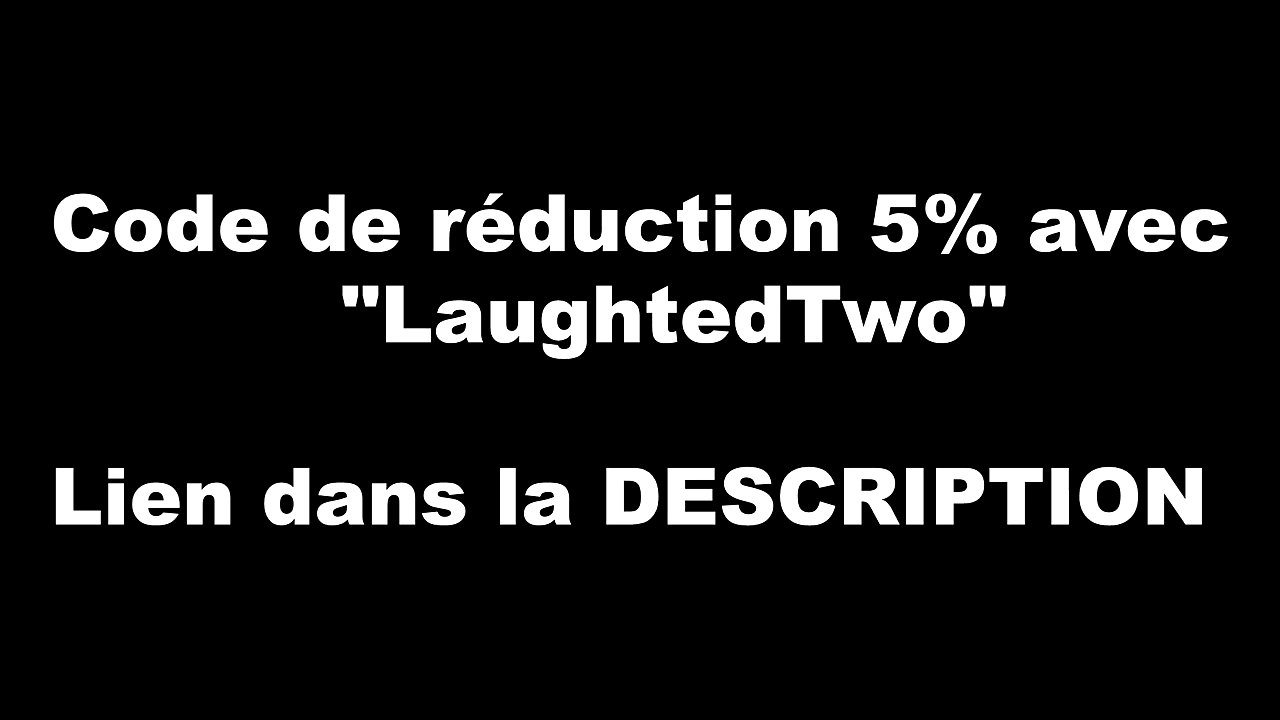 Code de réduction 5% avec
"LaughtedTwo"
Lien dans la DESCRIPTION